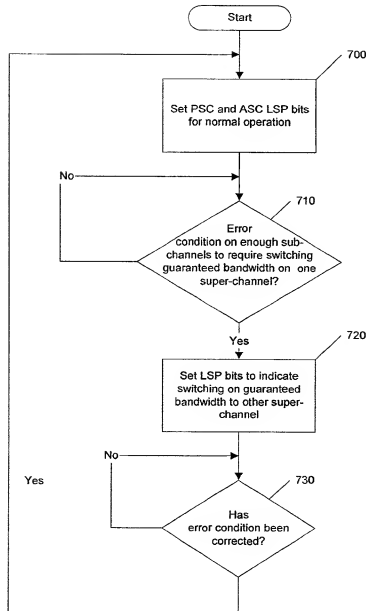 Start
700
Set PSC and ASC LSP bits
for normal operation
No
710
Error
condition on enough sub-
channels to require switching
guaranteed bandwidth on one
super-channel?
Yes
720
Set LSP bits to indicate
switching on guaranteed
bandwidth to other super-
channel
No
Yes
730
Has
error condition been
corrected?